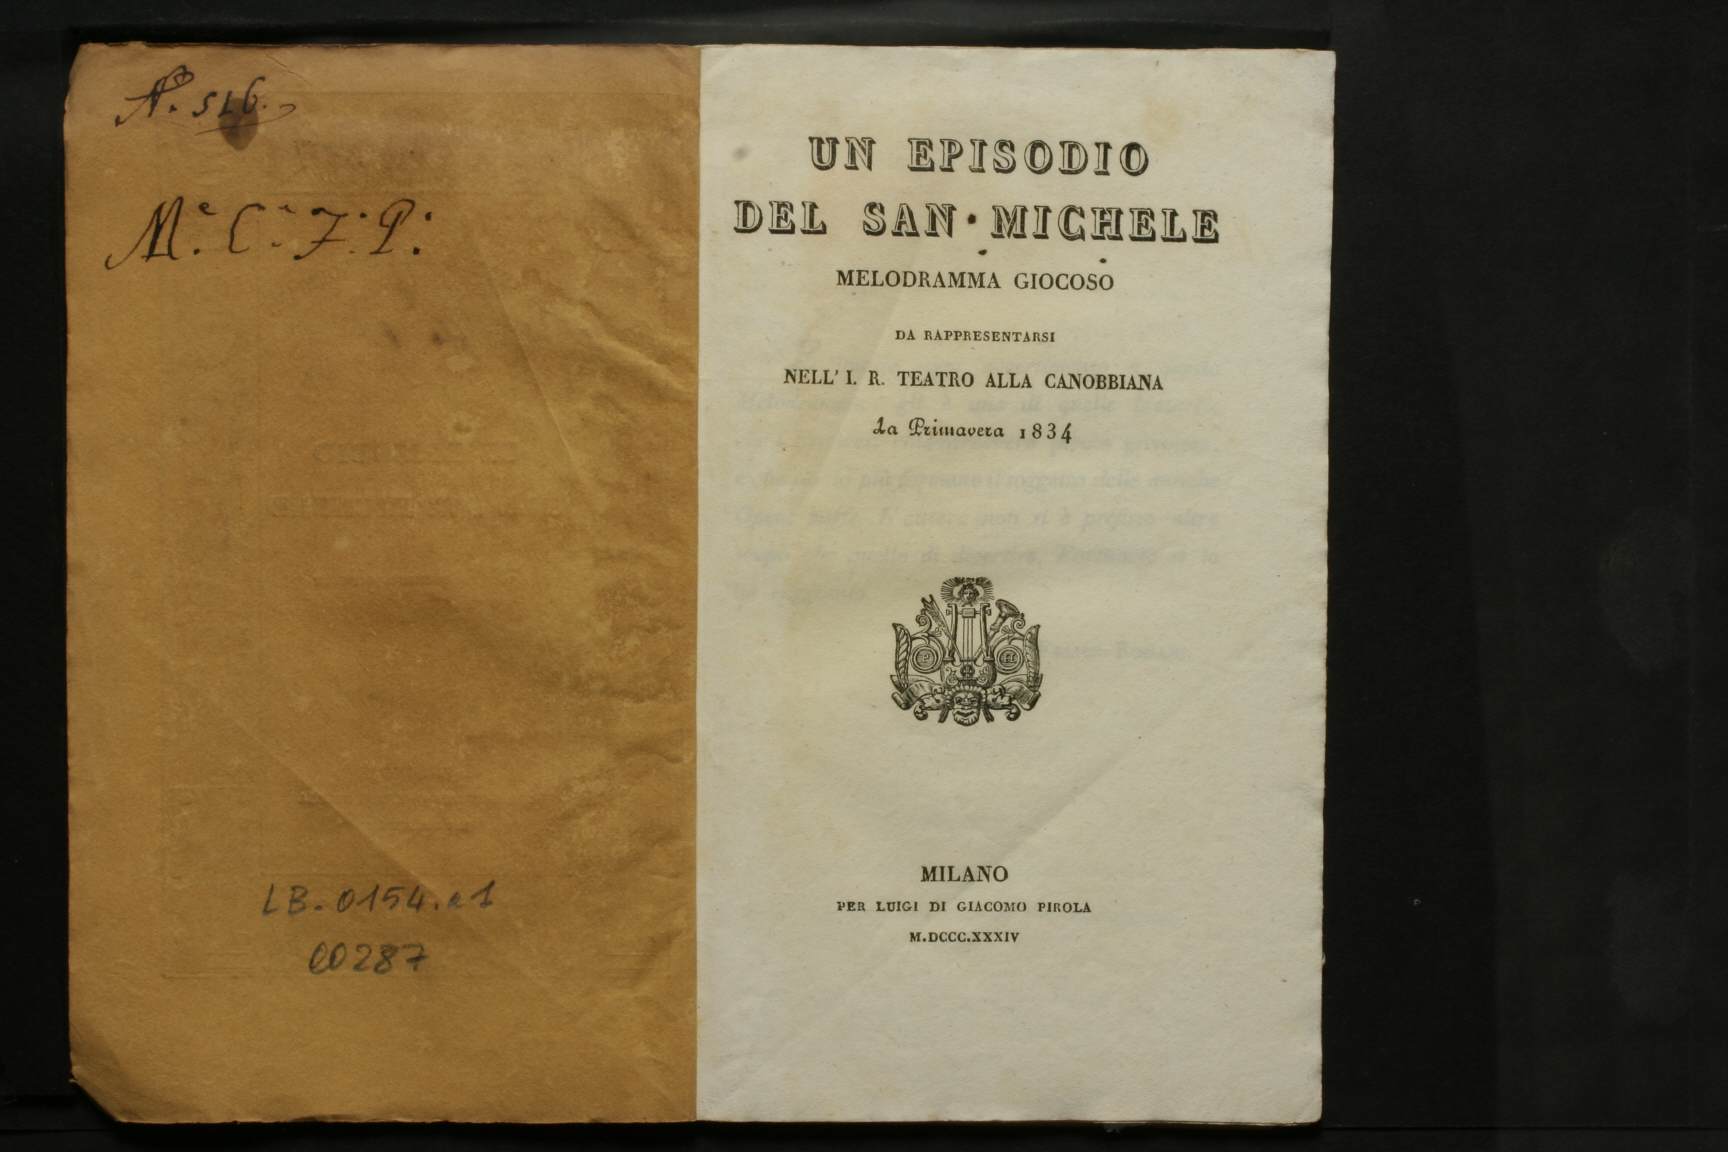 N.º 516.
M.e C.a F. P.
LB.0154.a1
00287
UN EPISODIO
DEL SAN MICHELE
MELODRAMMA GIOCOSO
DA RAPPRESENTARSI
NELL' I. R. TEATRO ALLA CANOBBIANA
La Primavera 1834
P H
MILANO
PER LUIGI DI GIACOMO PIROLA
M.DCCC.XXXIV